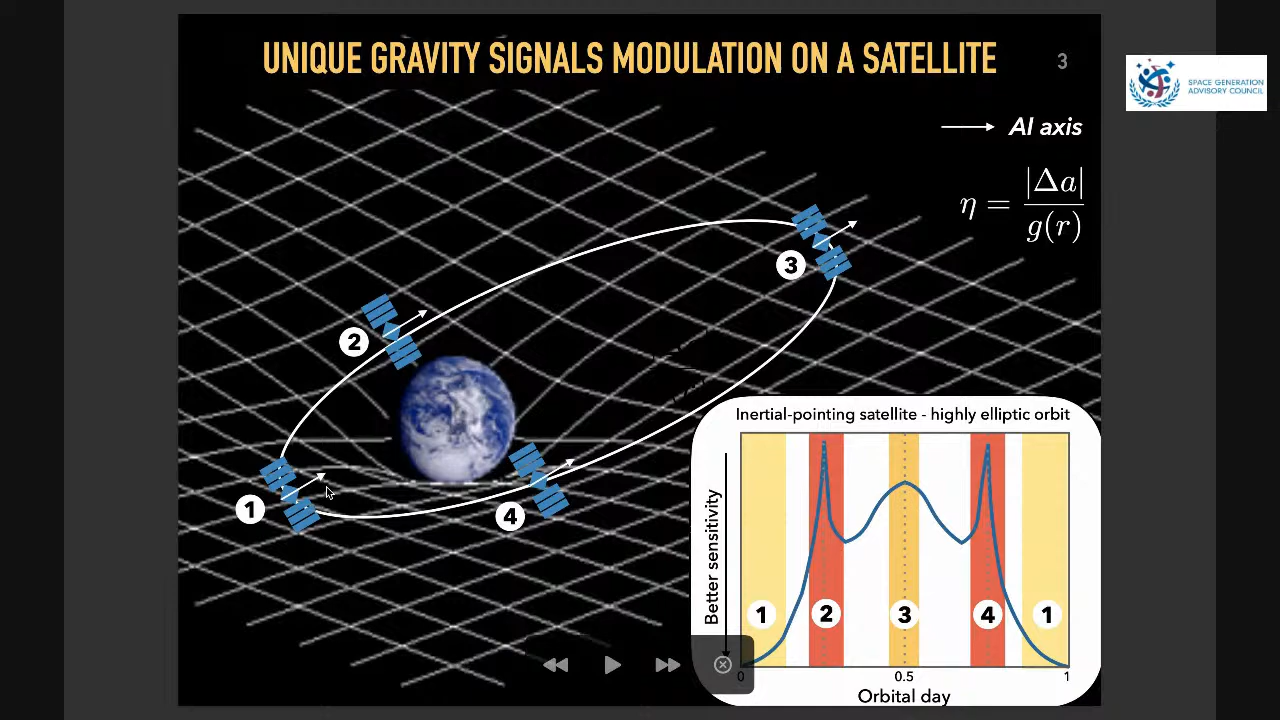 UNIQUE GRAVITY SIGNALS MODULATION ON A SATELLITE
3
SPACE GENERATION
ADVISORY COUNCIL
AI axis
η = |Δa| / g(r)
3
2
1
4
Inertial-pointing satellite - highly elliptic orbit
Better sensitivity
1 2 3 4 1
0 0.5 1
Orbital day